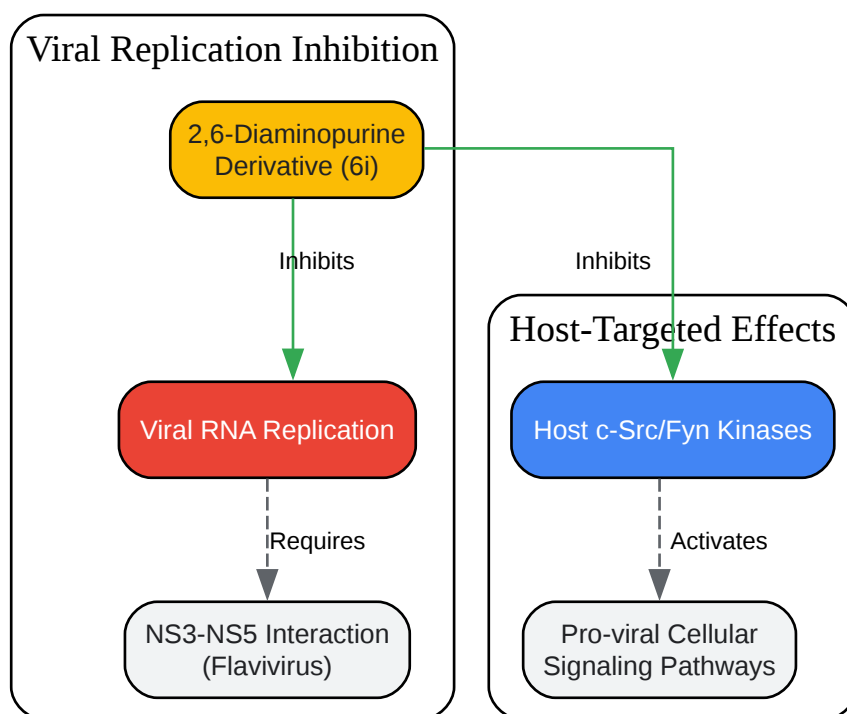 Viral Replication Inhibition
2,6-Diaminopurine
Derivative (6i)
Inhibits
Inhibits
Host-Targeted Effects
Viral RNA Replication
Host c-Src/Fyn Kinases
Requires
Activates
NS3-NS5 Interaction
(Flavivirus)
Pro-viral Cellular
Signaling Pathways